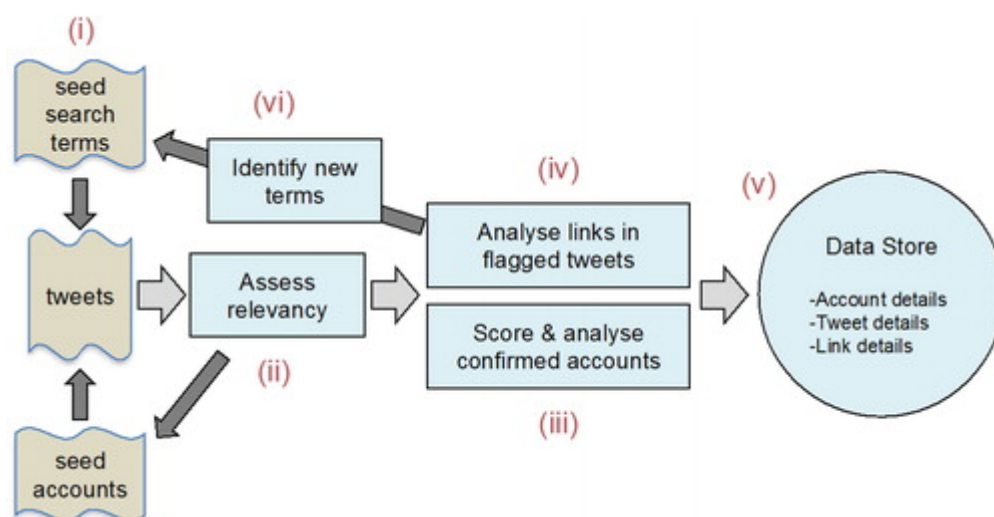 (i)
seed
search
terms
(vi)
Identify new
terms
(iv)
Analyse links in
flagged tweets
(v)
Data Store
-Account details
-Tweet details
-Link details
tweets
Assess
relevancy
(ii)
Score & analyse
confirmed accounts
(iii)
seed
accounts